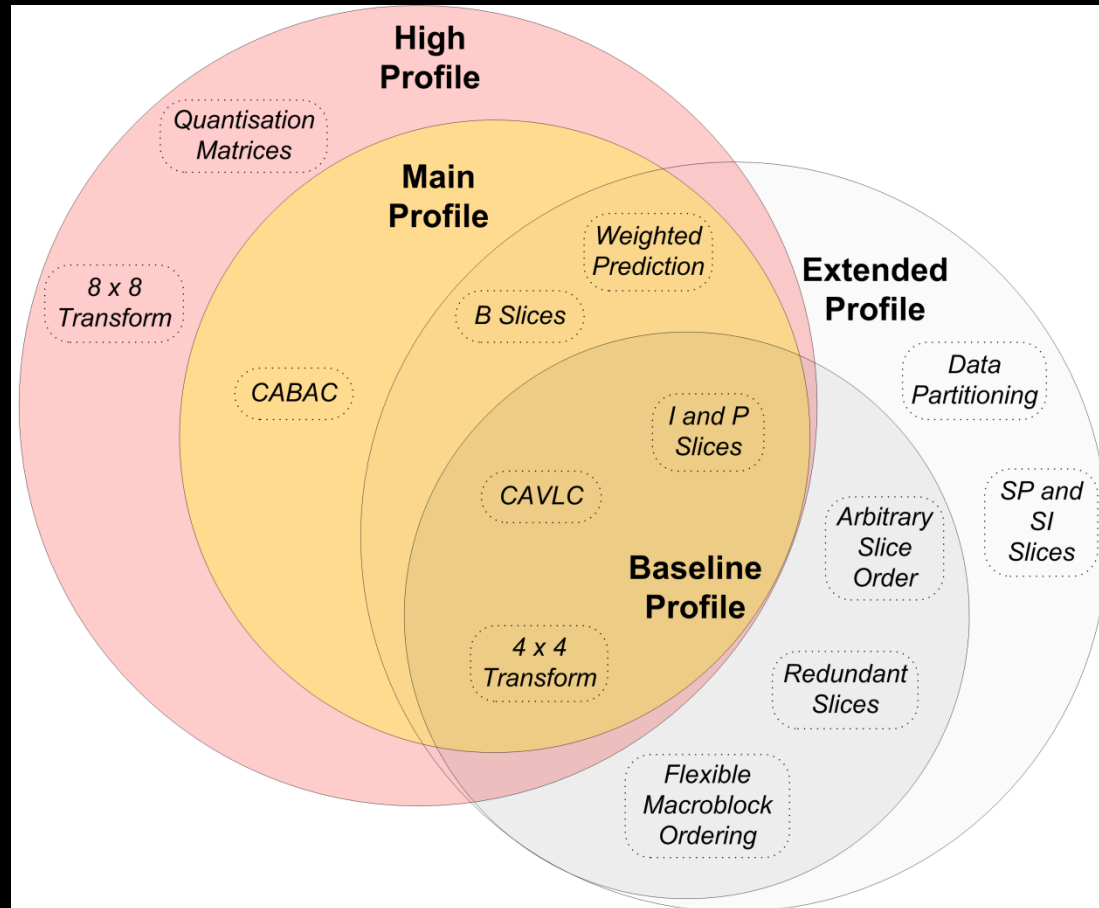 High
Profile
Quantisation
Matrices
Main
Profile
Weighted
Prediction
8 x 8
Transform
Extended
Profile
B Slices
Data
Partitioning
CABAC
I and P
Slices
CAVLC
SP and
SI
Slices
Arbitrary
Slice
Order
Baseline
Profile
4 x 4
Transform
Redundant
Slices
Flexible
Macroblock
Ordering